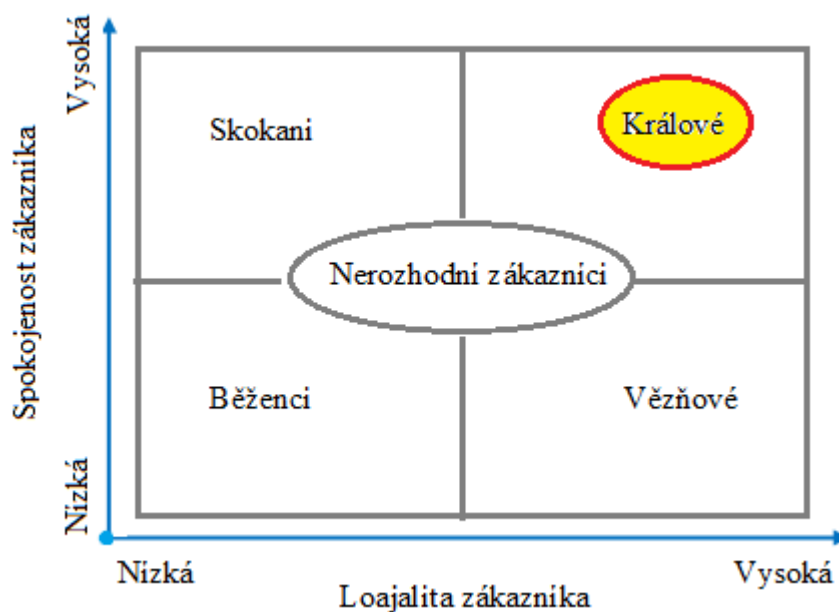 Vysoká
Skokani
Králové
Spokojenost zákazníka
Nerozhodní zákazníci
Běženci
Vězňové
Nízká
Nízká
Vysoká
Loajalita zákazníka